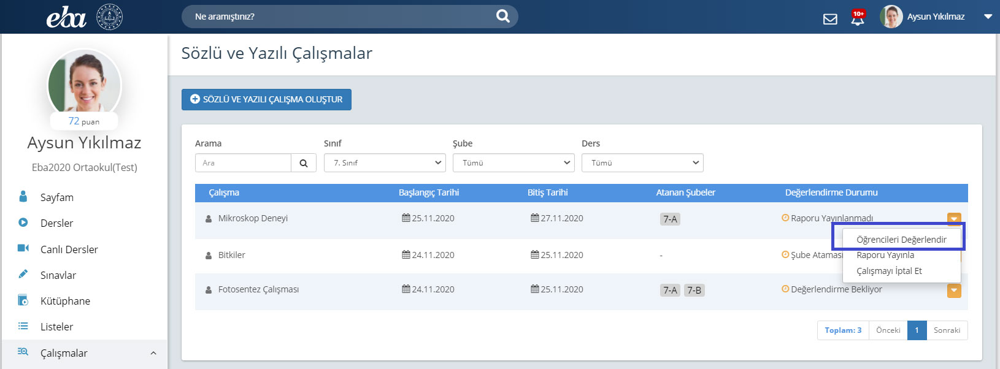 eba
Ne aramıştınız?
10+
Aysun Yıkılmaz
72 puan
Aysun Yıkılmaz
Eba2020 Ortaokul(Test)
Sayfam
Dersler
Canlı Dersler
Sınavlar
Kütüphane
Listeler
Çalışmalar
Sözlü ve Yazılı Çalışmalar
SÖZLÜ VE YAZILI ÇALIŞMA OLUŞTUR
Arama Sınıf Şube Ders
Ara 7. Sınıf Tümü Tümü
Çalışma Başlangıç Tarihi Bitiş Tarihi Atanan Şubeler Değerlendirme Durumu
Mikroskop Deneyi 25.11.2020 27.11.2020 7-A Raporu Yayınlanmadı
Öğrencileri Değerlendir
Bitkiler 24.11.2020 25.11.2020 - Şube Ataması
Raporu Yayınla
Çalışmayı İptal Et
Fotosentez Çalışması 24.11.2020 25.11.2020 7-A 7-B Değerlendirme Bekliyor
Toplam: 3 Önceki 1 Sonraki